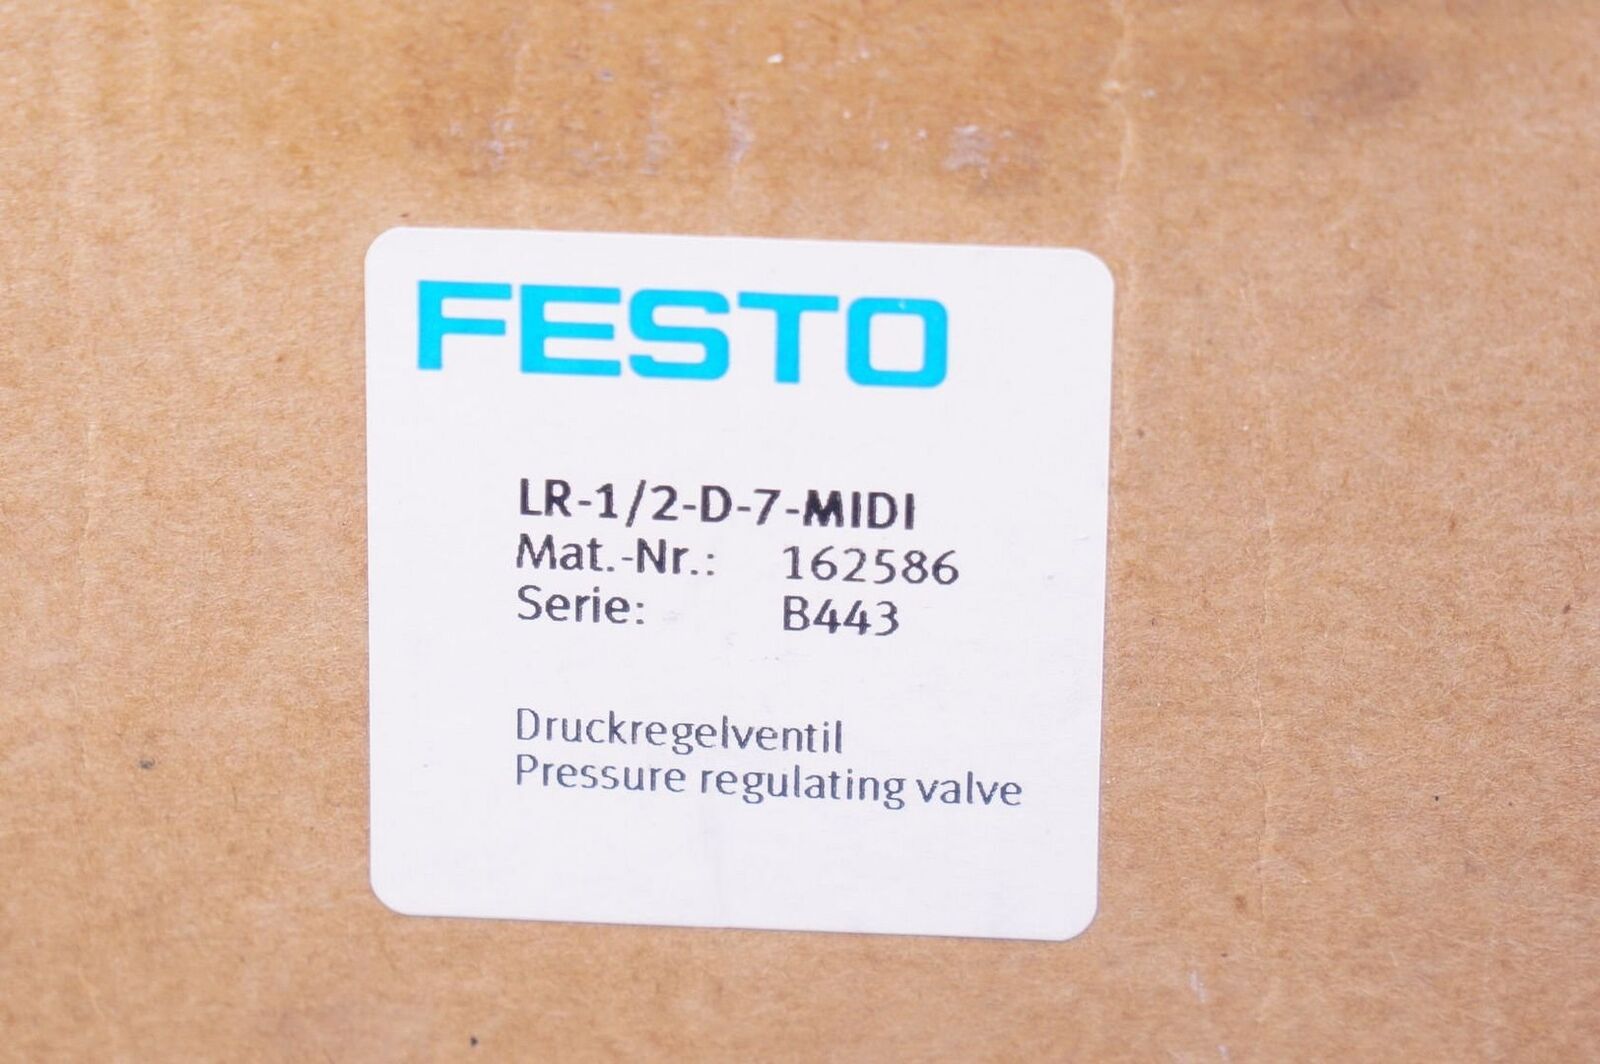 FESTO
LR-1/2-D-7-MIDI
Mat.-Nr.: 162586
Serie: B443
Druckregelventil
Pressure regulating valve